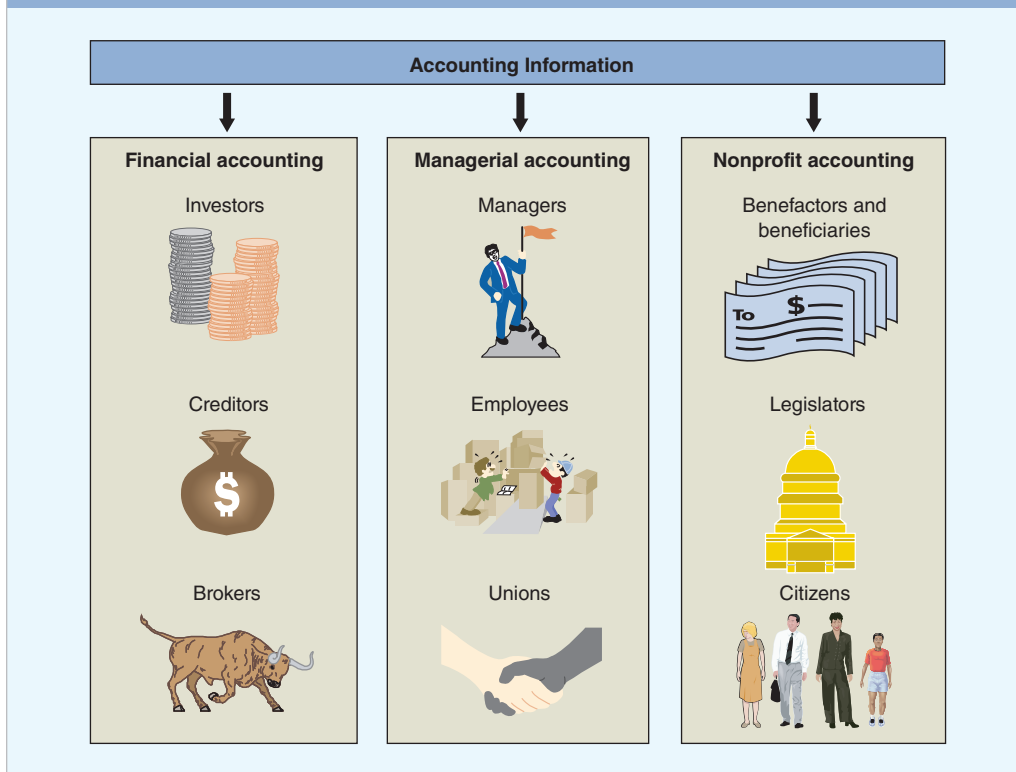 Accounting Information
Financial accounting
Investors
$
Creditors
Brokers
Managerial accounting
Managers
Employees
Unions
Nonprofit accounting
Benefactors and
beneficiaries
To $
Legislators
Citizens